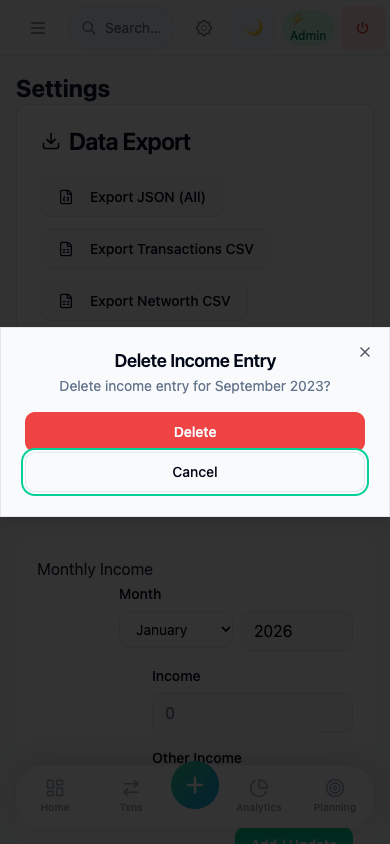 Search...
Admin
Settings
Data Export
Export JSON (All)
Export Transactions CSV
Export Networth CSV
Delete Income Entry
Delete income entry for September 2023?
Delete
Cancel
Monthly Income
Month
January
2026
Income
0
Other Income
Home
Txns
Analytics
Planning
Add / Update